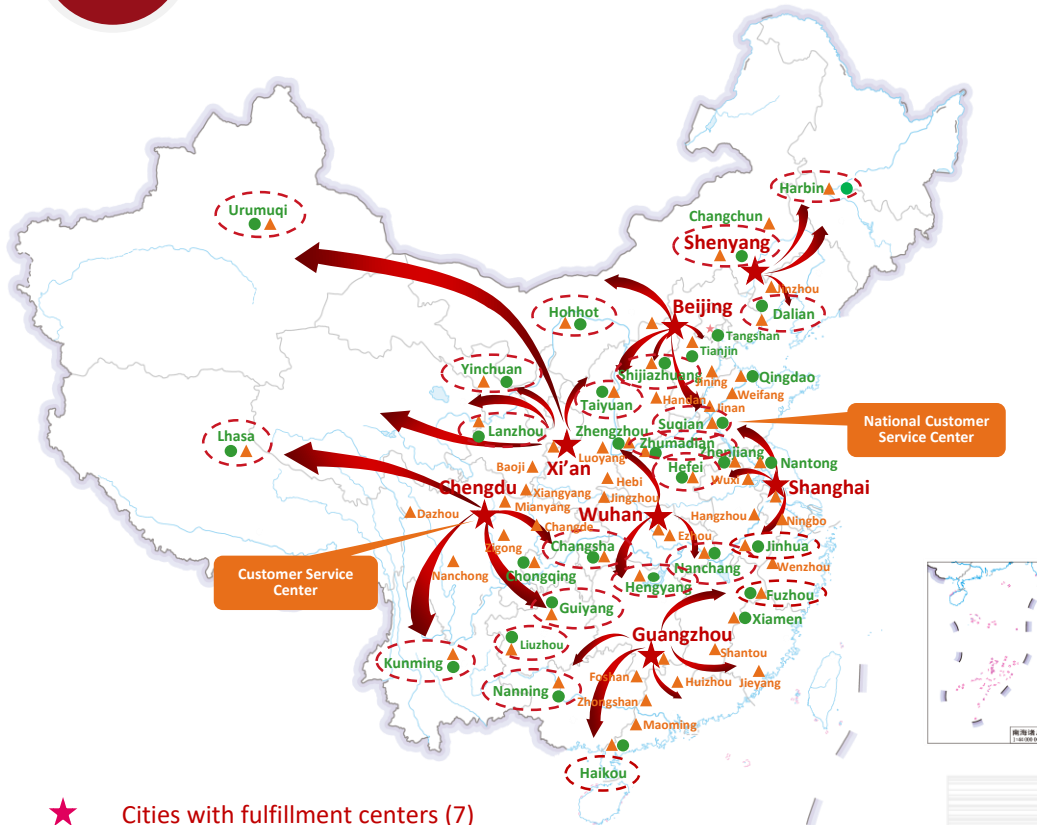 Harbin
Urumuqi
Changchun
Shenyang
Jinzhou
Beijing
Hohhot
Dalian
Tangshan
Tianjin
Yinchuan
Shijiazhuang
Jining
Qingdao
Taiyuan
Handan
Weifang
Jinan
Lanzhou
Suqian
National Customer
Service Center
Lhasa
Zhengzhou
Zhumadian
Luoyang
Zhenjiang
Nantong
Xi'an
Baoji
Hefei
Wuxi
Hebi
Shanghai
Chengdu
Xiangyang
Jingzhou
Mianyang
Wuhan
Hangzhou
Ningbo
Dazhou
Changde
Ezhou
Zigong
Changsha
Jinhua
Customer Service
Center
Nanchong
Chongqing
Nanchang
Wenzhou
Hengyang
Fuzhou
Guiyang
Xiamen
Guangzhou
Liuzhou
Shantou
Kunming
Foshan
Huizhou
Jieyang
Nanning
Zhongshan
Maoming
Haikou
Cities with fulfillment centers (7)